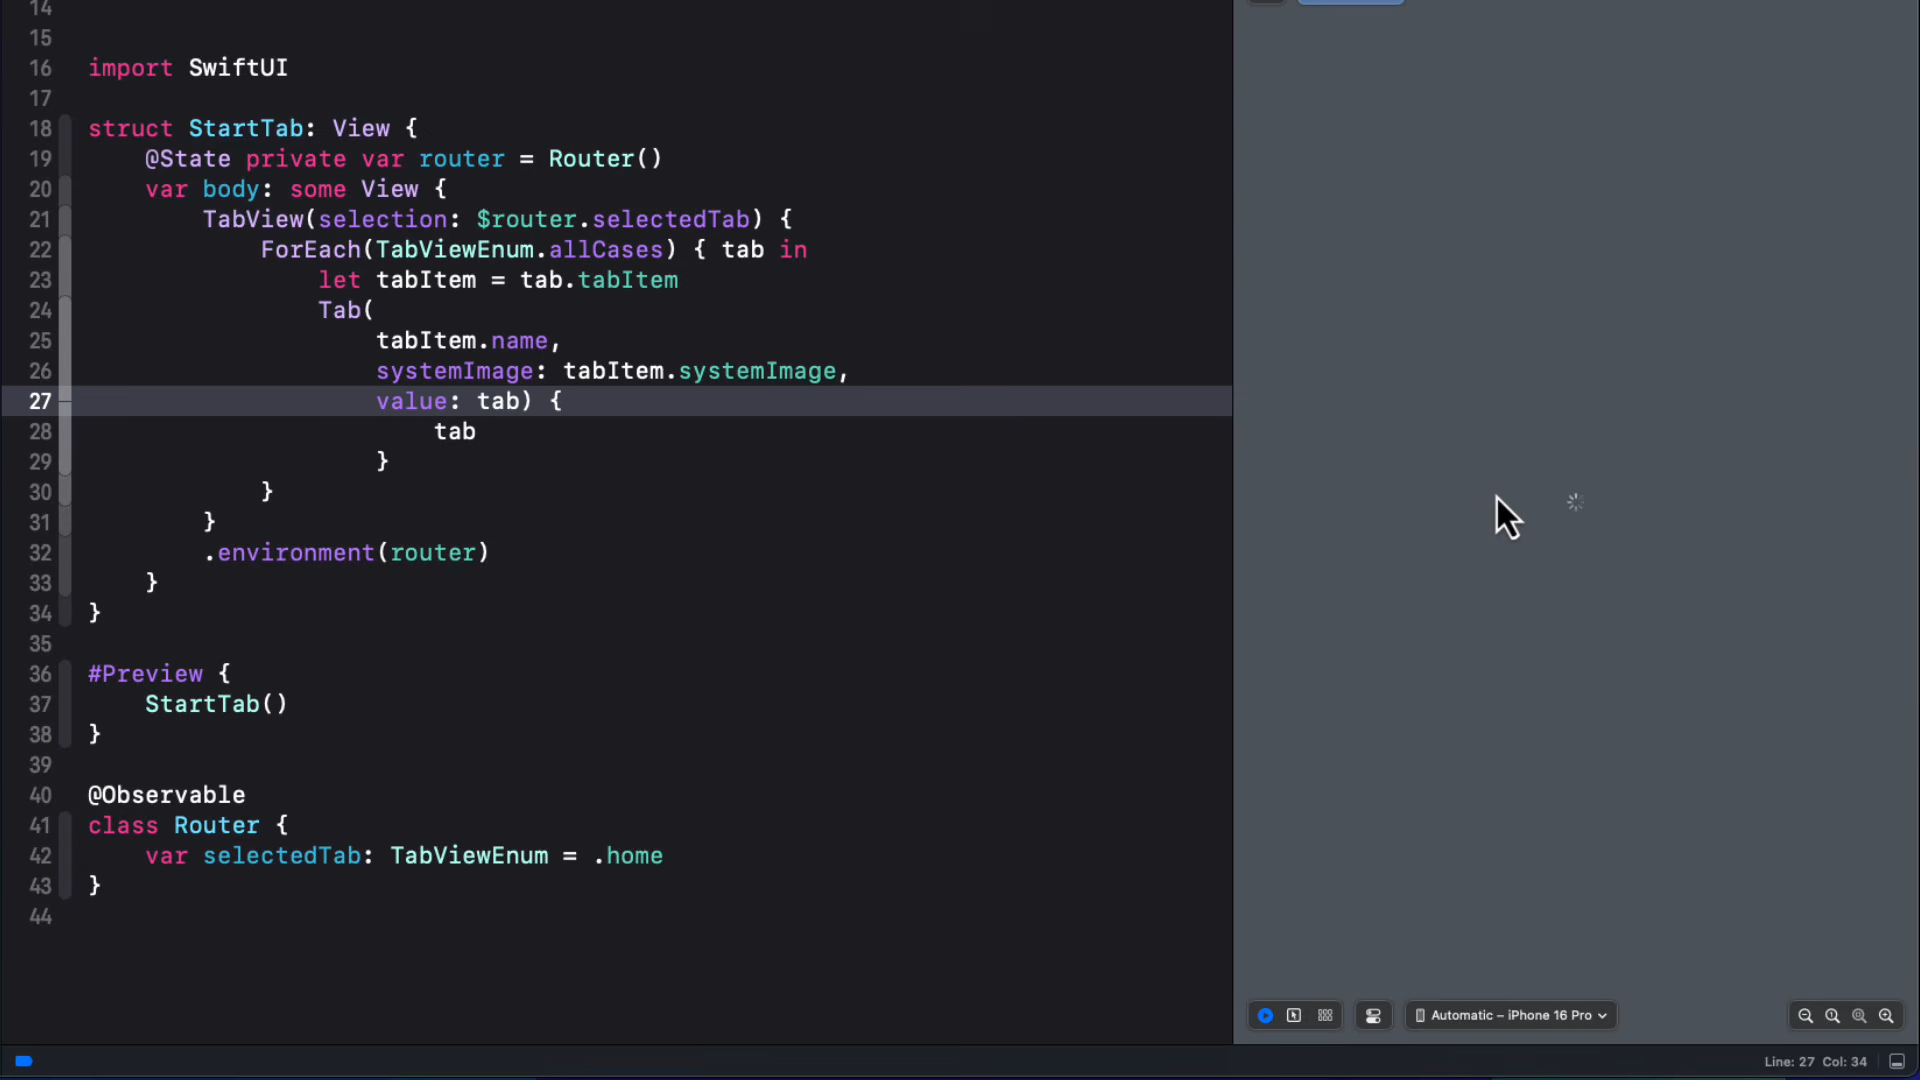 14
15
16 import SwiftUI
17
18 struct StartTab: View {
19 @State private var router = Router()
20 var body: some View {
21 TabView(selection: $router.selectedTab) {
22 ForEach(TabViewEnum.allCases) { tab in
23 let tabItem = tab.tabItem
24 Tab(
25 tabItem.name,
26 systemImage: tabItem.systemImage,
27 value: tab) {
28 tab
29 }
30 }
31 }
32 .environment(router)
33 }
34 }
35
36 #Preview {
37 StartTab()
38 }
39
40 @Observable
41 class Router {
42 var selectedTab: TabViewEnum = .home
43 }
44
Automatic – iPhone 16 Pro
Line: 27 Col: 34